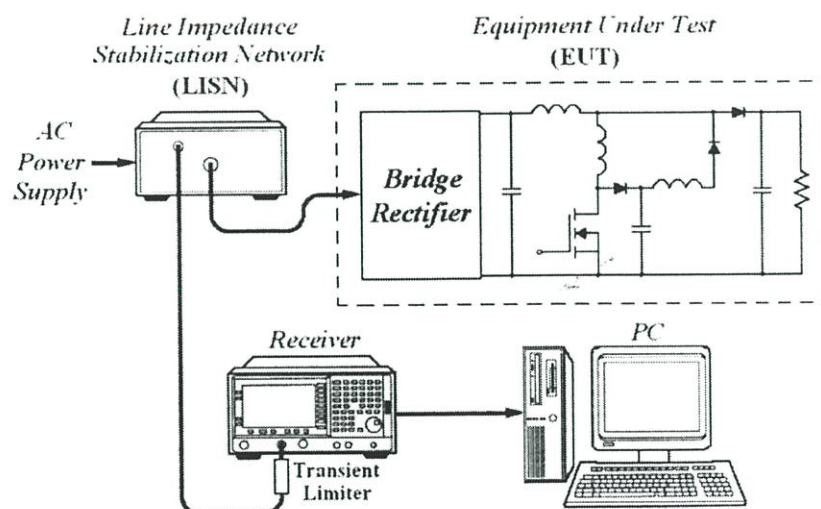 Line Impedance
Stabilization Network
(LISN)
Equipment Under Test
(EUT)
AC
Power
Supply
Bridge
Rectifier
Receiver
PC
Transient
Limiter